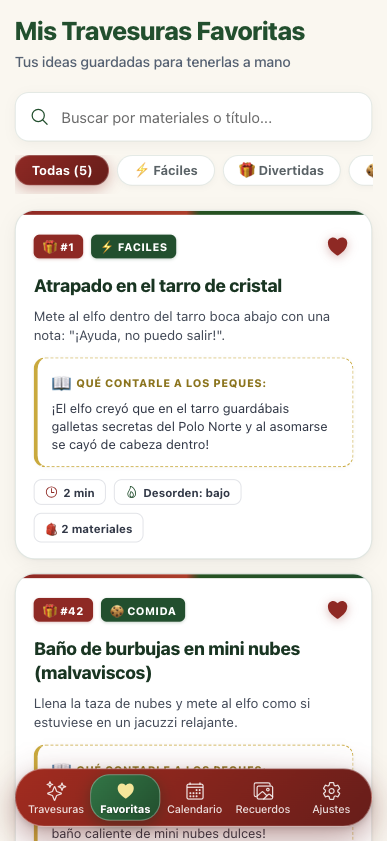 Mis Travesuras Favoritas
Tus ideas guardadas para tenerlas a mano
Buscar por materiales o título...
Todas (5)
⚡ Fáciles
🎁 Divertidas
🎁 #1
⚡ FACILES
Atrapado en el tarro de cristal
Mete al elfo dentro del tarro boca abajo con una
nota: "¡Ayuda, no puedo salir!".
📖 QUÉ CONTARLE A LOS PEQUES:
¡El elfo creyó que en el tarro guardábais
galletas secretas del Polo Norte y al asomarse
se cayó de cabeza dentro!
2 min
Desorden: bajo
2 materiales
🎁 #42
🍪 COMIDA
Baño de burbujas en mini nubes
(malvaviscos)
Llena la taza de nubes y mete al elfo como si
estuviese en un jacuzzi relajante.
📖 QUÉ CONTARLE A LOS PEQUES:
Travesuras
Favoritas
Calendario
Recuerdos
Ajustes
baño caliente de mini nubes dulces!